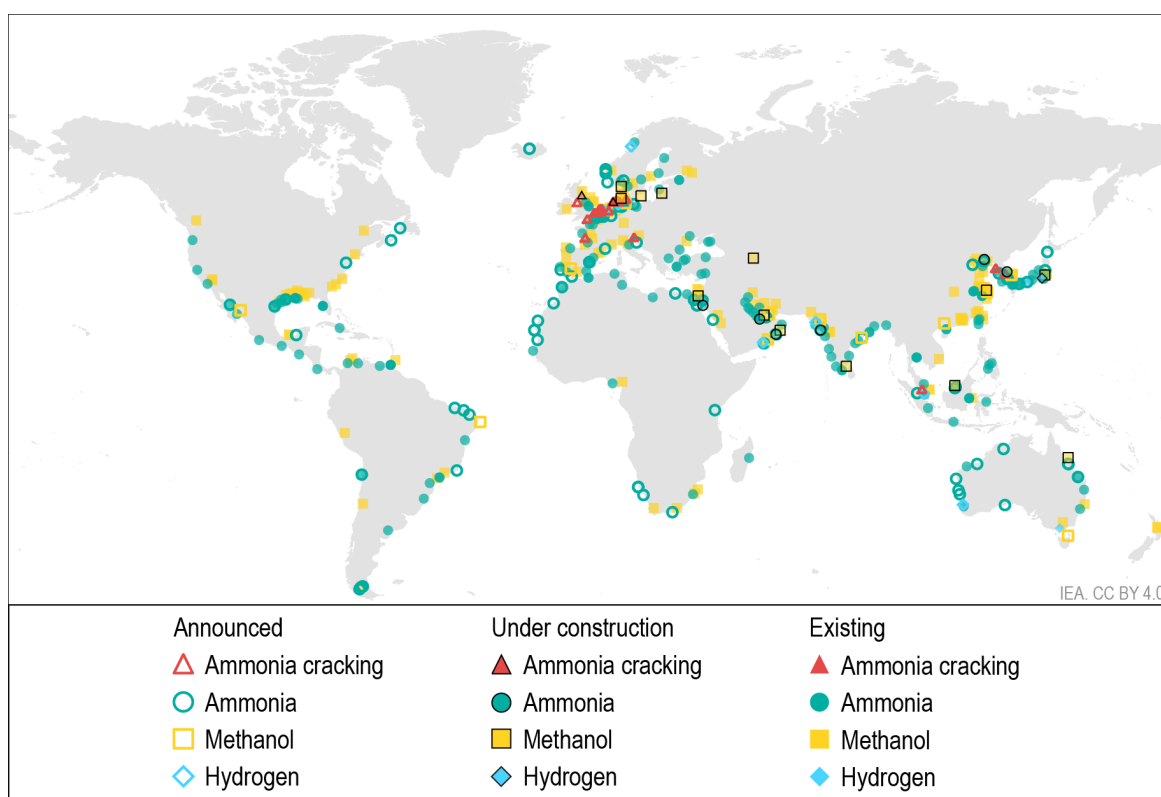 IEA. CC BY 4.0
Announced
Ammonia cracking
Ammonia
Methanol
Hydrogen
Under construction
Ammonia cracking
Ammonia
Methanol
Hydrogen
Existing
Ammonia cracking
Ammonia
Methanol
Hydrogen